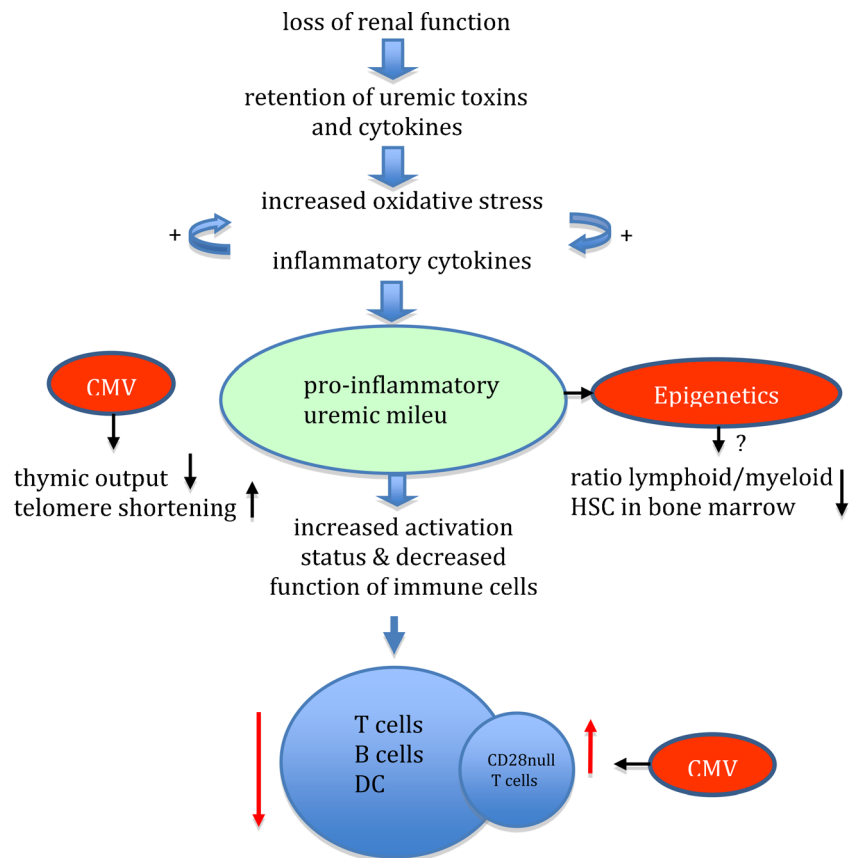 loss of renal function
retention of uremic toxins
and cytokines
increased oxidative stress
+
+
inflammatory cytokines
pro-inflammatory
uremic mileu
CMV
Epigenetics
?
thymic output
telomere shortening
ratio lymphoid/myeloid
HSC in bone marrow
increased activation
status & decreased
function of immune cells
T cells
B cells
DC
CD28null
T cells
CMV